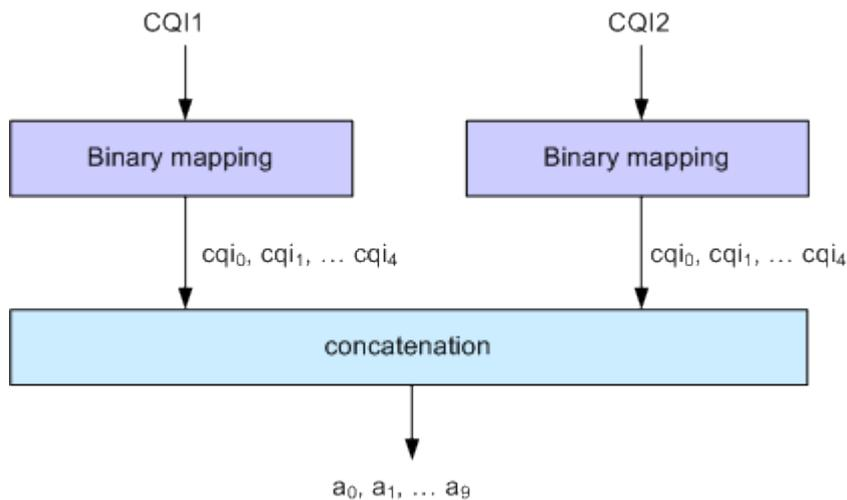 CQI1 CQI2
Binary mapping Binary mapping
cqi₀, cqi₁, … cqi₄ cqi₀, cqi₁, … cqi₄
concatenation
a₀, a₁, … a₉